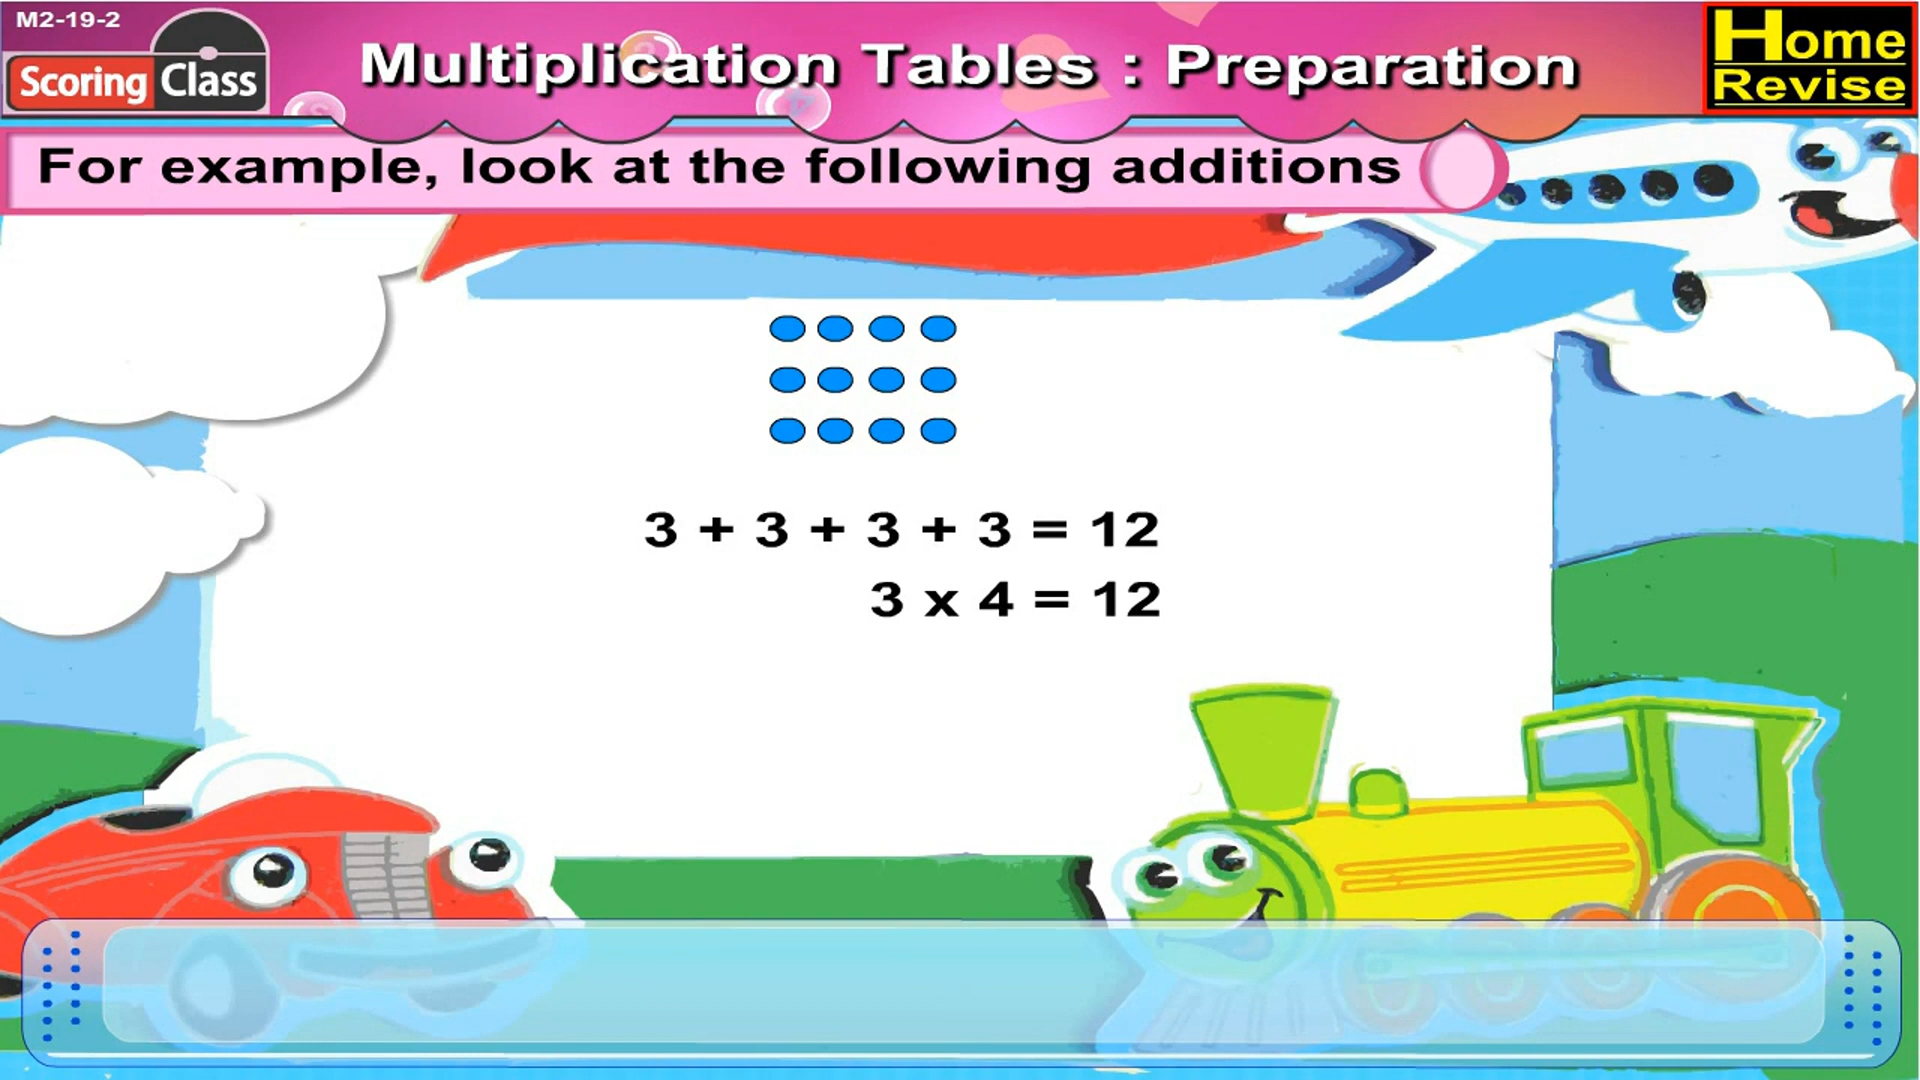 M2-19-2
Scoring Class
Multiplication Tables : Preparation
Home
Revise
For example, look at the following additions
3 + 3 + 3 + 3 = 12
3 x 4 = 12